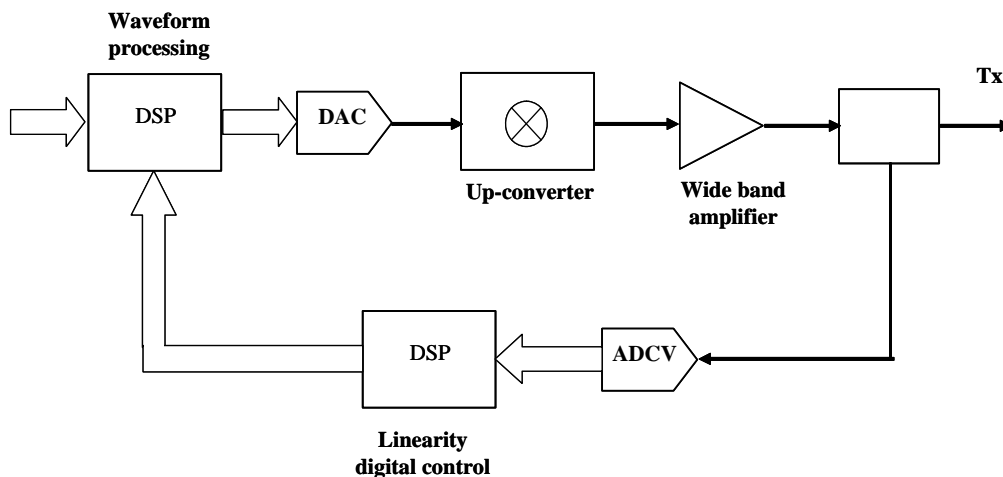 Waveform
processing
Tx
DSP
DAC
Up-converter
Wide band
amplifier
DSP
ADCV
Linearity
digital control